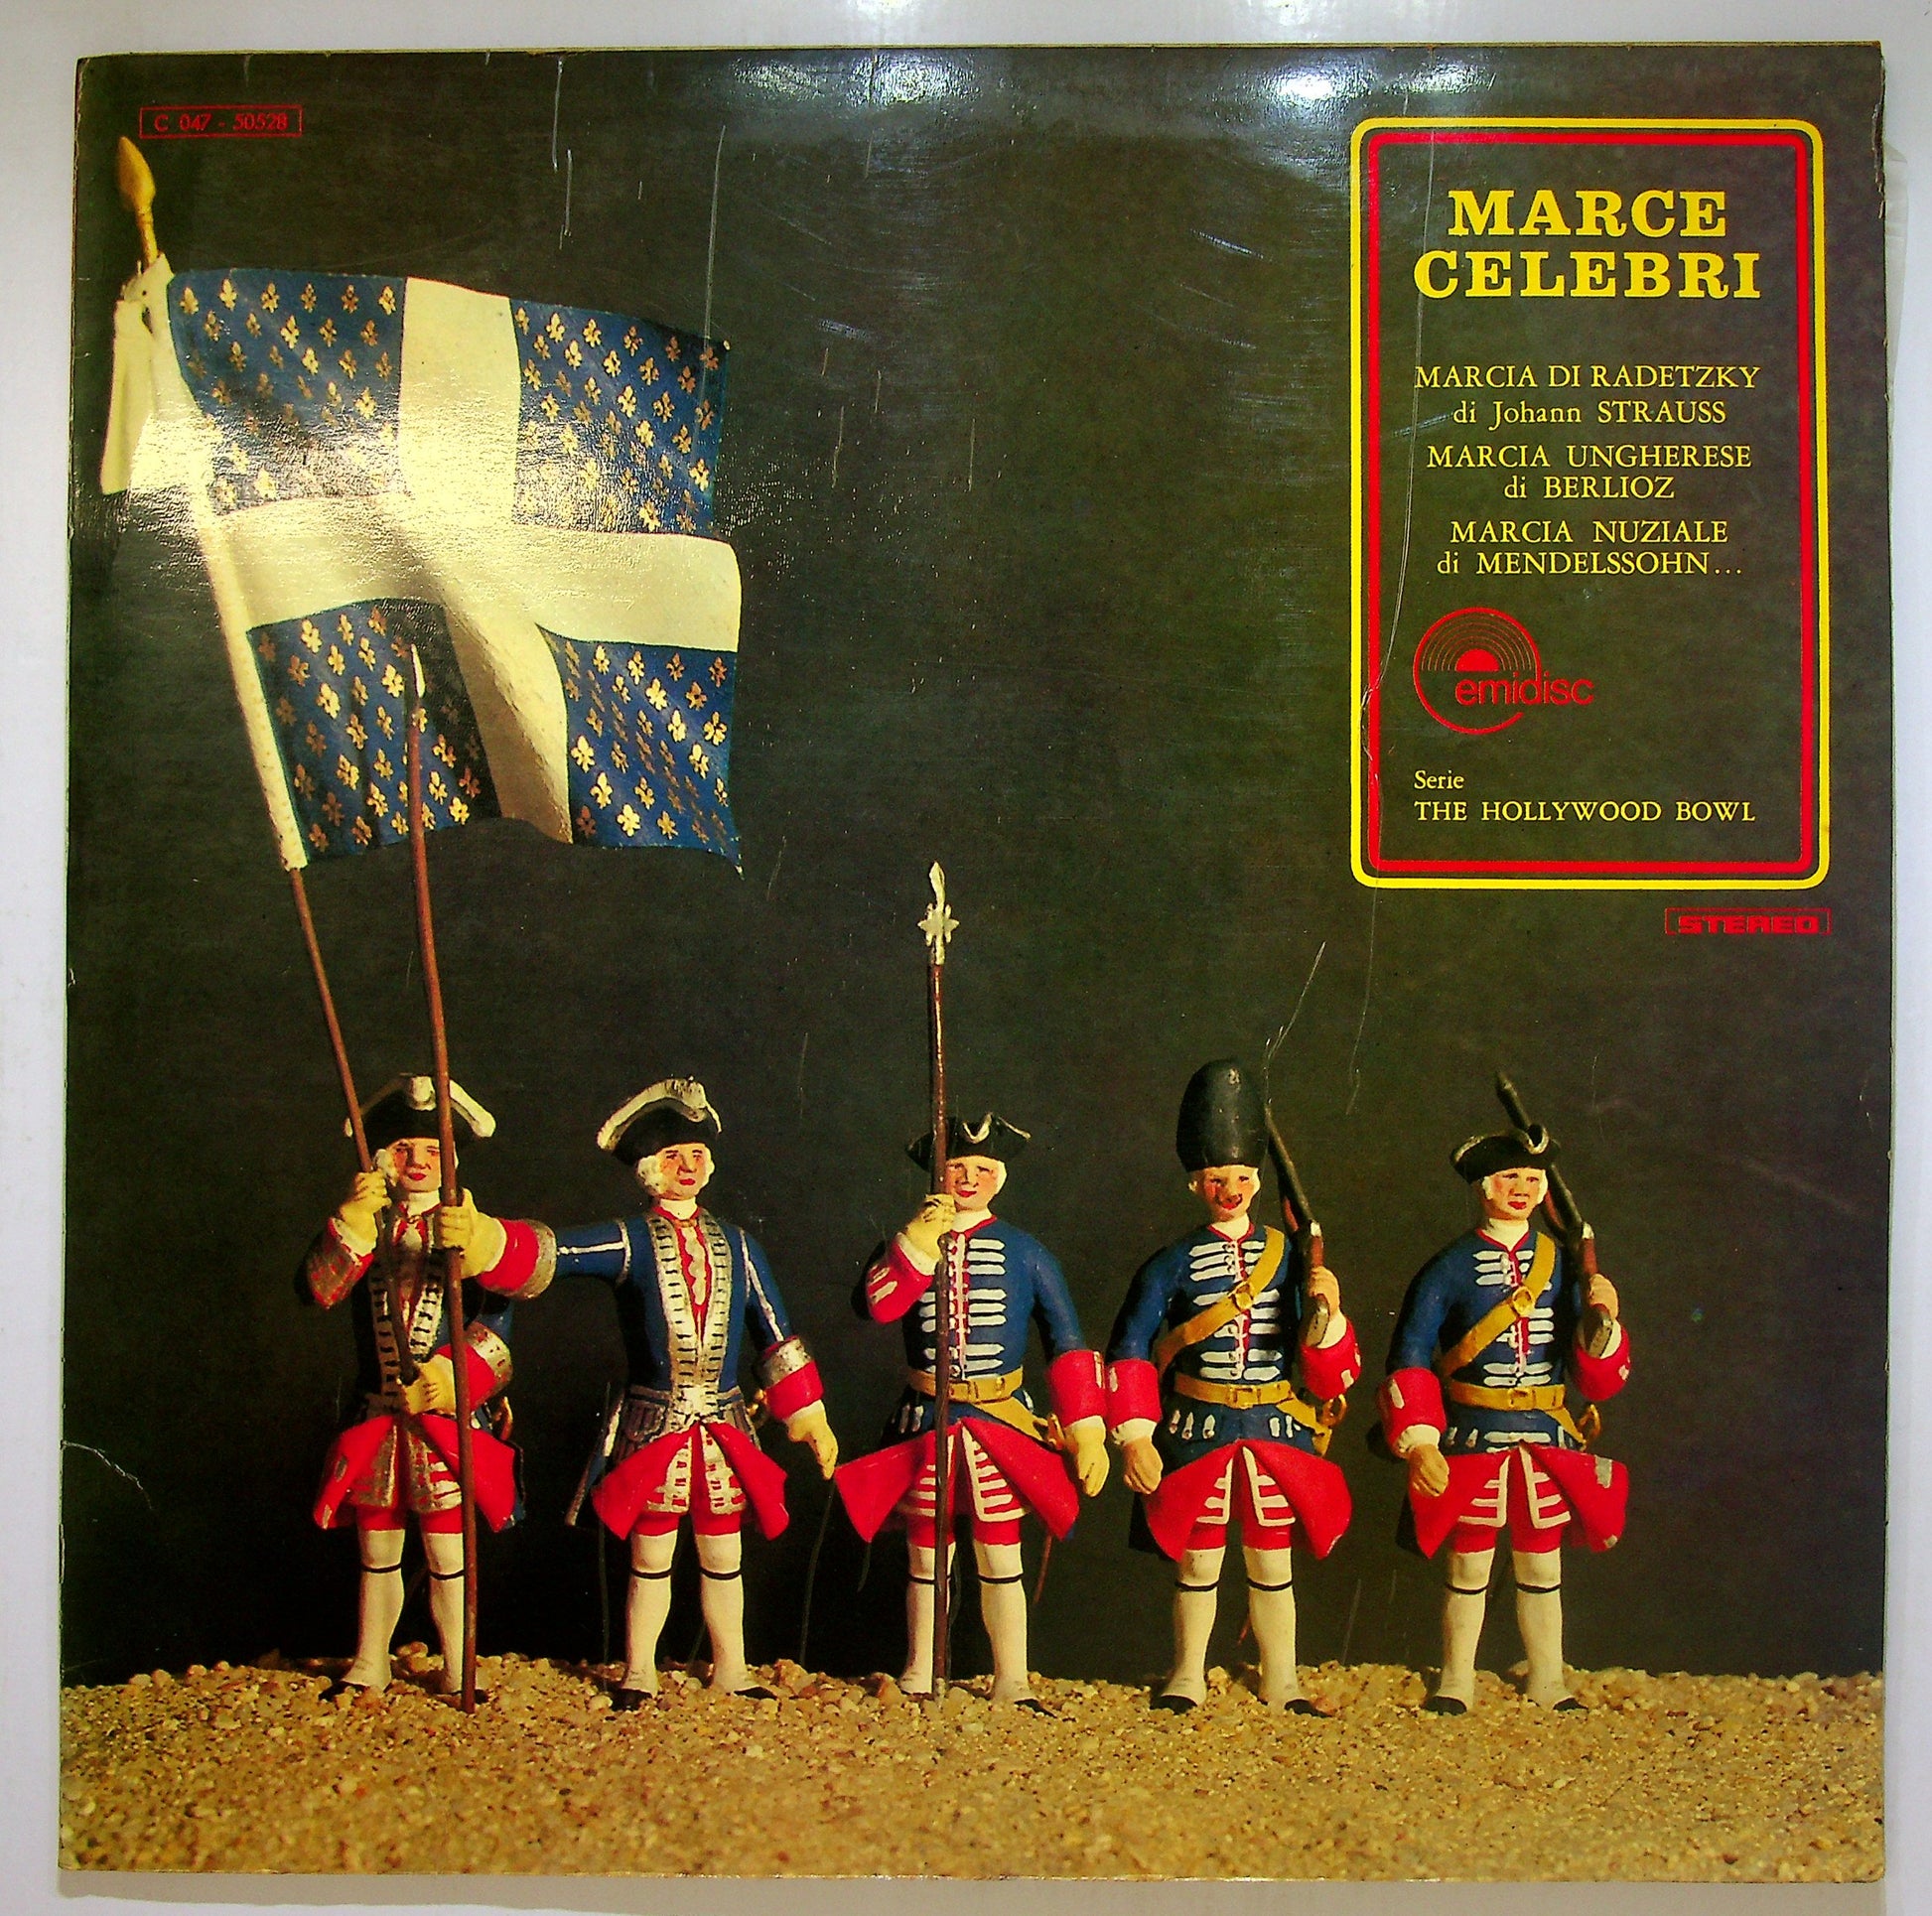 C 047 - 50528
MARCE
CELEBRI
MARCIA DI RADETZKY
di Johann STRAUSS
MARCIA UNGHERESE
di BERLIOZ
MARCIA NUZIALE
di MENDELSSOHN...
emidisc
Serie
THE HOLLYWOOD BOWL
STEREO